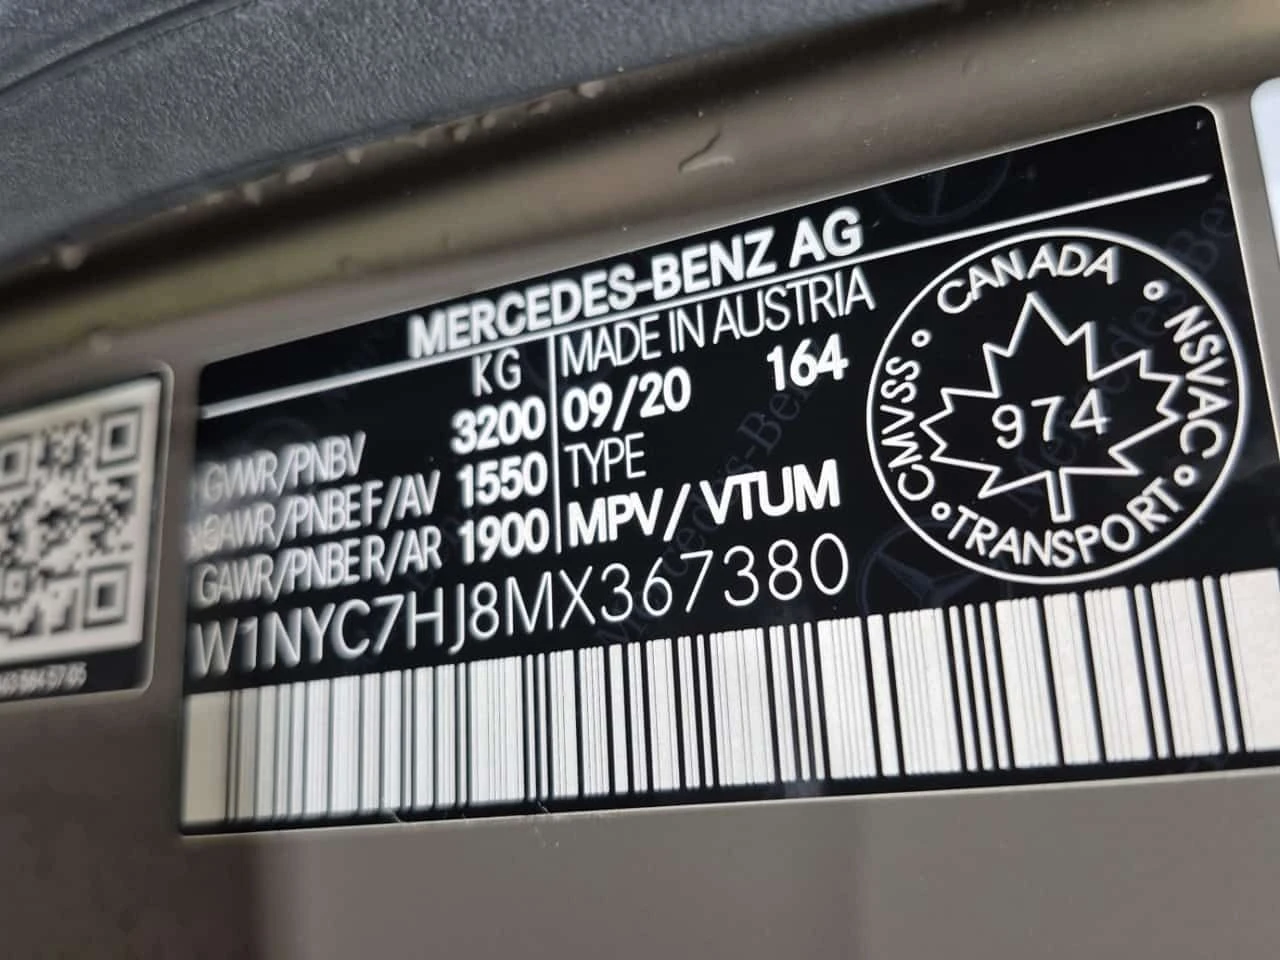 MERCEDES-BENZ AG
KG
GVWR/PNBV 3200
GAWR/PNBE F/AV 1550
GAWR/PNBE R/AR 1900
MADE IN AUSTRIA
09/20 164
TYPE
MPV/VTUM
W1NYC7HJ8MX367380
CANADA
NSVAC
TRANSPORT
CMVSS
974